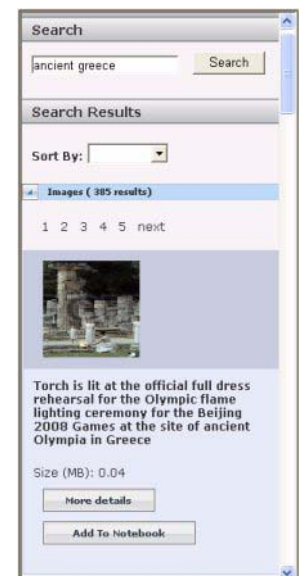 Search
ancient greece
Search
Search Results
Sort By:
Images ( 385 results)
1 2 3 4 5 next
Torch is lit at the official full dress
rehearsal for the Olympic flame
lighting ceremony for the Beijing
2008 Games at the site of ancient
Olympia in Greece
Size (MB): 0.04
More details
Add To Notebook